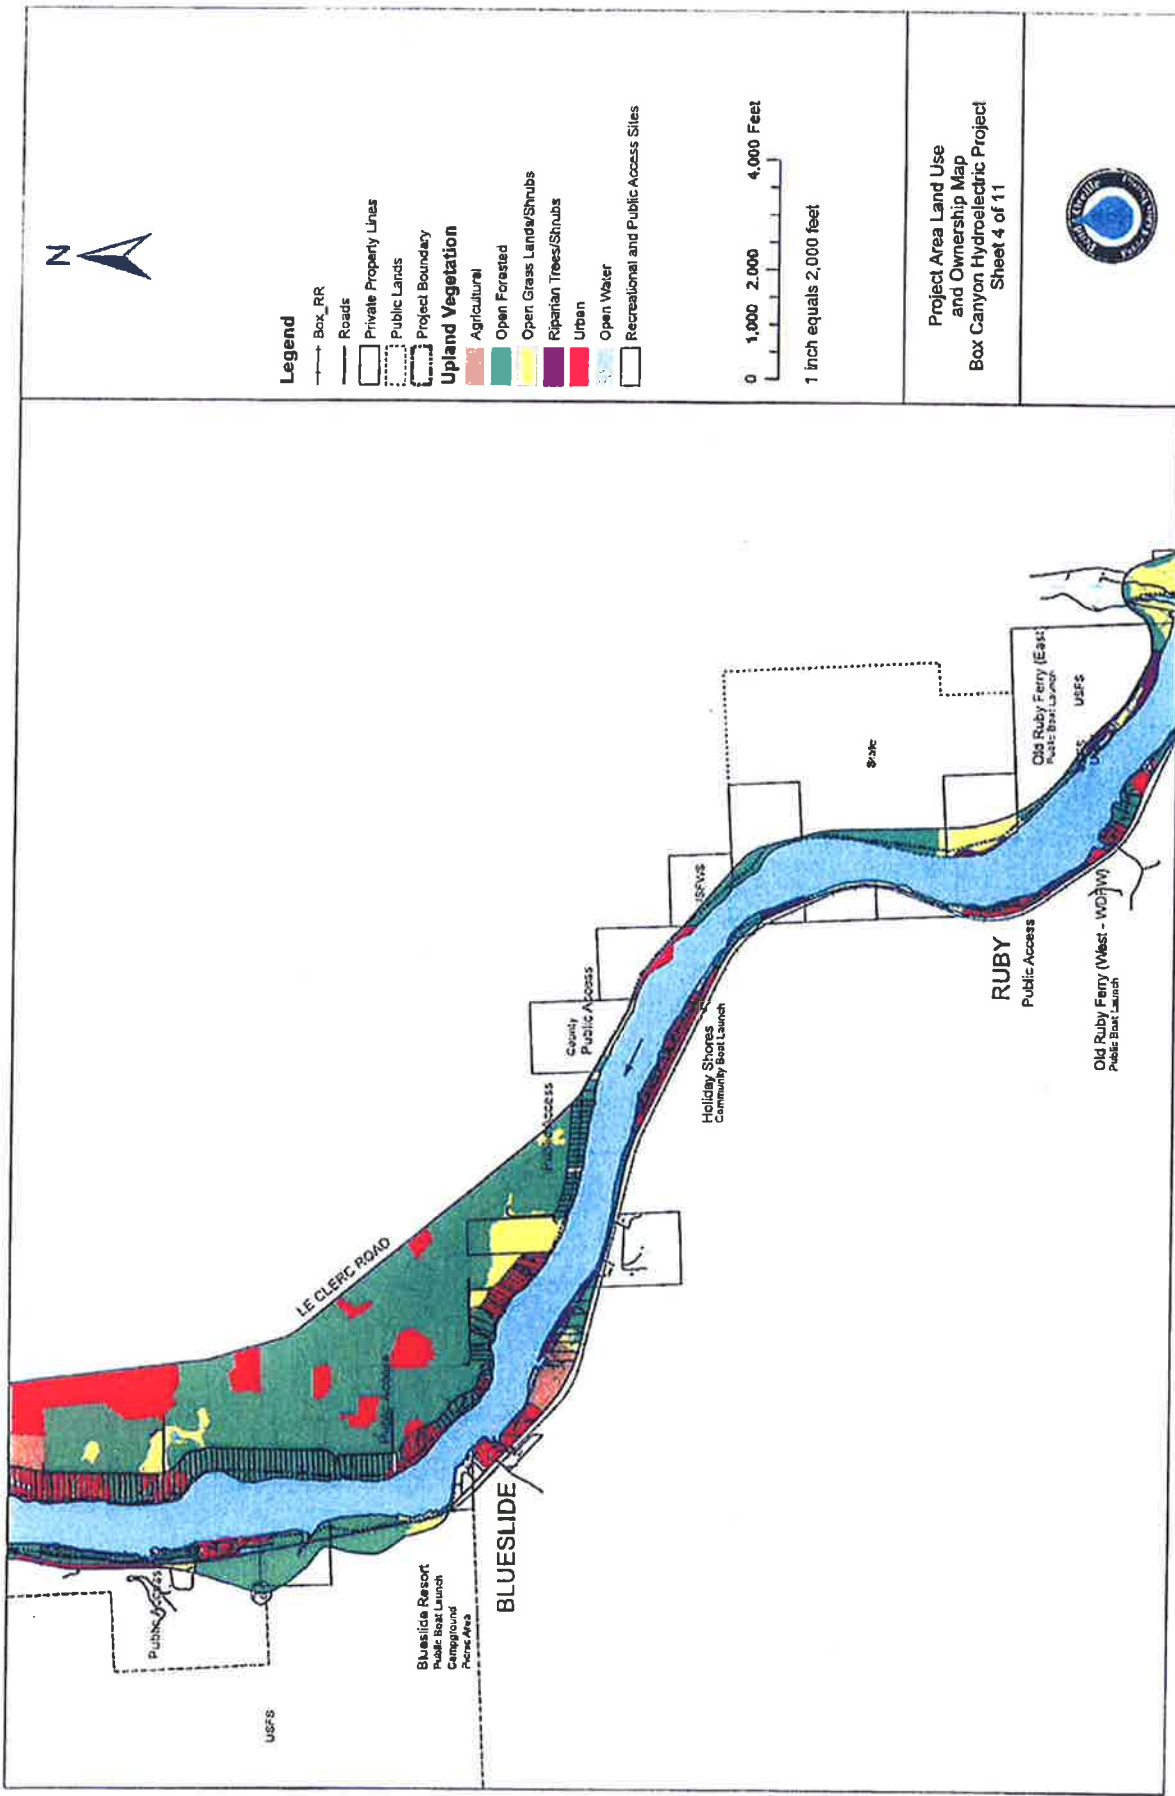 N
Legend
Box_RR
Roads
Private Property Lines
Public Lands
Project Boundary
Upland Vegetation
Agricultural
Open Forested
Open Grass Lands/Shrubs
Riparian Trees/Shrubs
Urban
Open Water
Recreational and Public Access Sites
0 1,000 2,000 4,000 Feet
1 inch equals 2,000 feet
Project Area Land Use
and Ownership Map
Box Canyon Hydroelectric Project
Sheet 4 of 11
USFS
Public Access
Blueslide Resort
Public Boat Launch
Campground
Picnic Area
BLUESLIDE
LE CLERC ROAD
Public Access
Public Access
County
Public Access
USFWS
Holiday Shores
Community Boat Launch
State
RUBY
Public Access
Old Ruby Ferry (West - WDFW)
Public Boat Launch
Old Ruby Ferry (East)
Public Boat Launch
USFS